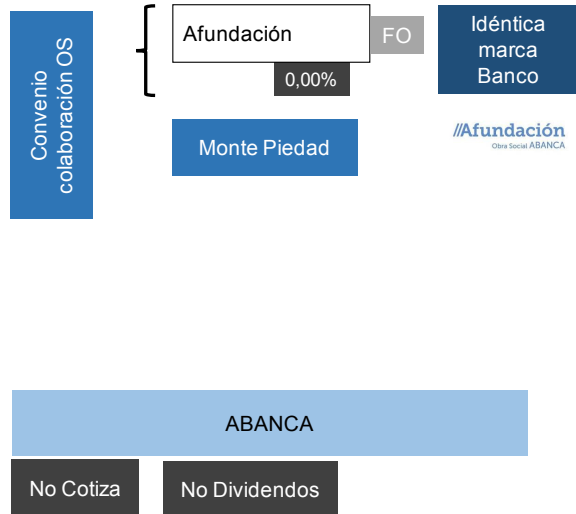 Convenio
colaboración OS
Afundación
FO
0,00%
Idéntica
marca
Banco
Monte Piedad
//Afundación
Obra Social ABANCA
ABANCA
No Cotiza
No Dividendos